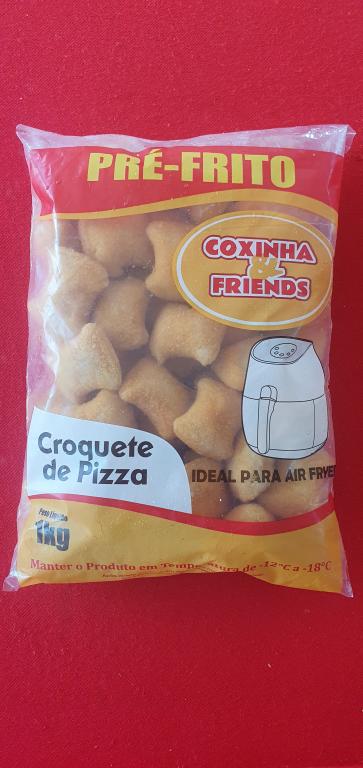 PRÉ-FRITO
COXINHA
&
FRIENDS
Croquete
de Pizza
IDEAL PARA AIR FRYER
Peso Líquido
1kg
Manter o Produto em Temperatura de -12°C a -18°C